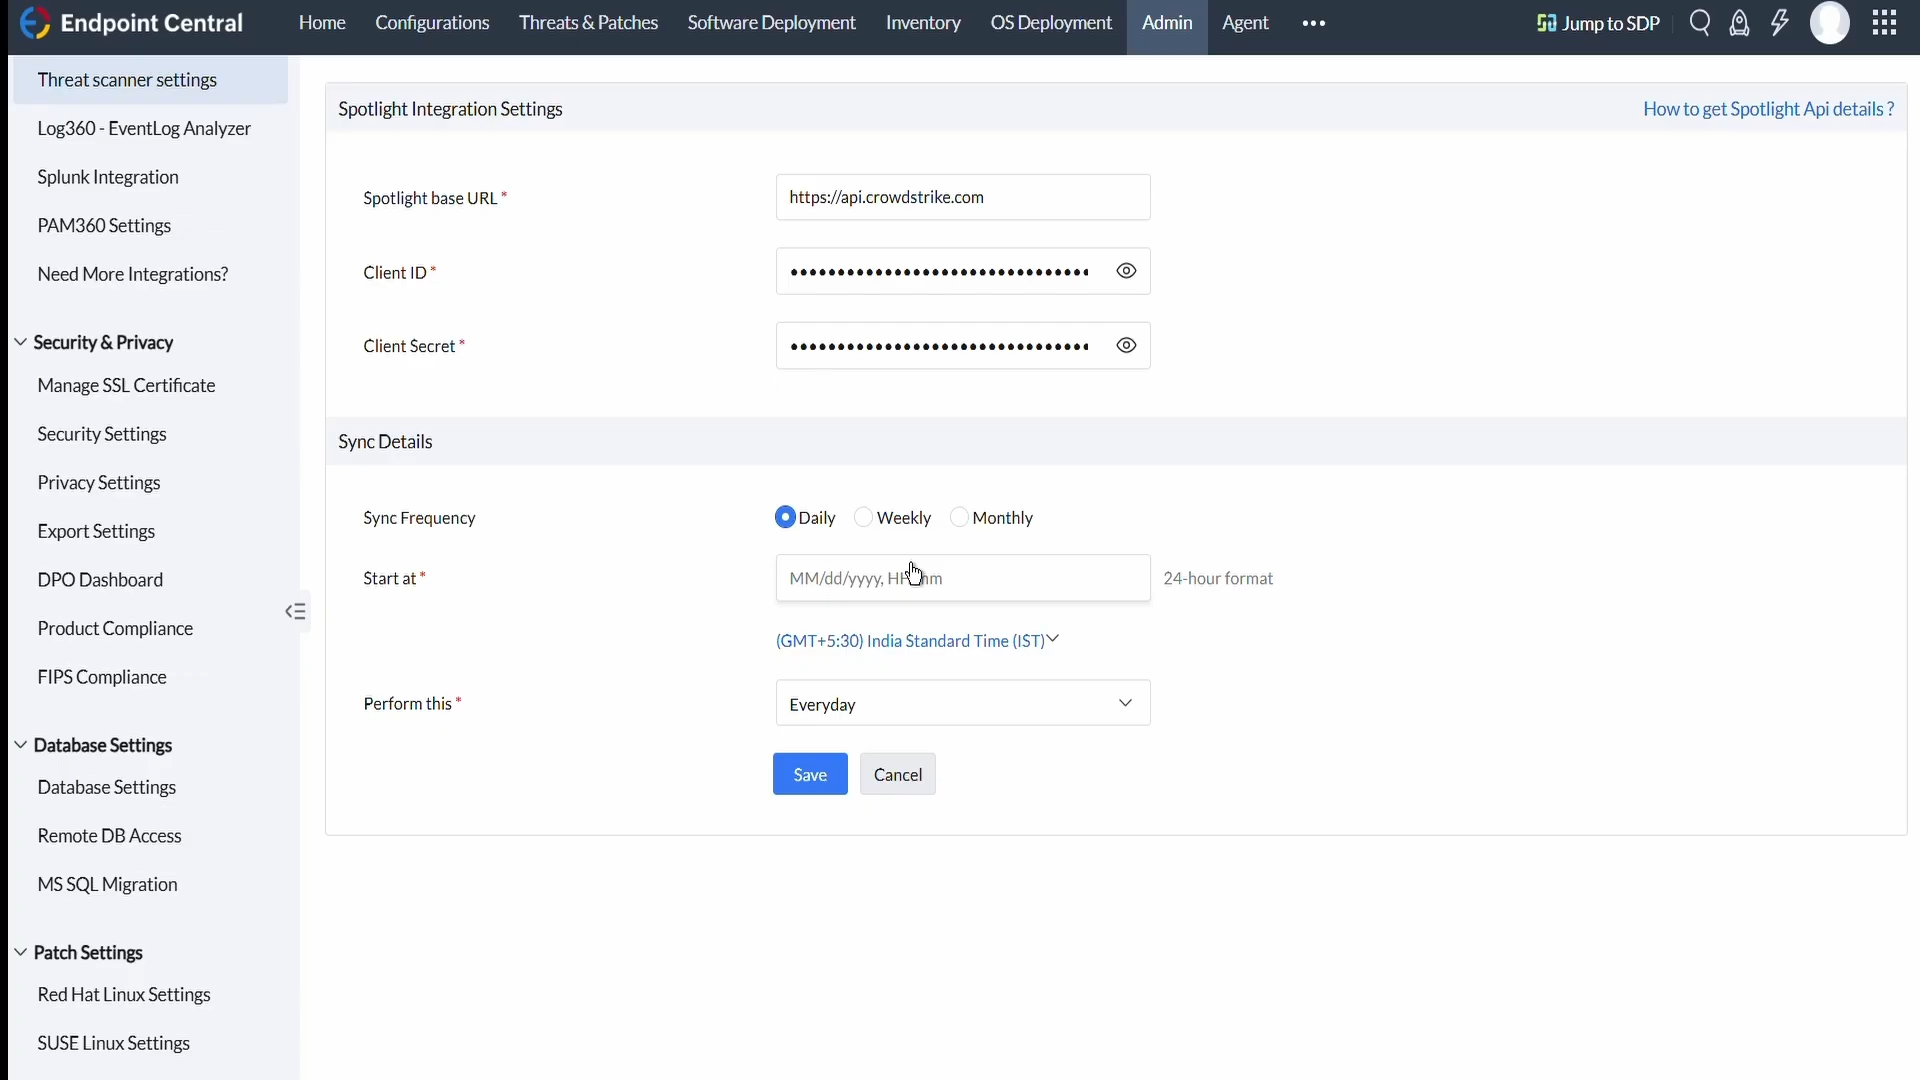 Endpoint Central
Home Configurations Threats & Patches Software Deployment Inventory OS Deployment Admin Agent ••• Jump to SDP
Threat scanner settings
Log360 - EventLog Analyzer
Splunk Integration
PAM360 Settings
Need More Integrations?
Security & Privacy
Manage SSL Certificate
Security Settings
Privacy Settings
Export Settings
DPO Dashboard
Product Compliance
FIPS Compliance
Database Settings
Database Settings
Remote DB Access
MS SQL Migration
Patch Settings
Red Hat Linux Settings
SUSE Linux Settings
Spotlight Integration Settings How to get Spotlight Api details ?
Spotlight base URL * https://api.crowdstrike.com
Client ID *
Client Secret *
Sync Details
Sync Frequency Daily Weekly Monthly
Start at * MM/dd/yyyy, 24-hour format
(GMT+5:30) India Standard Time (IST)
Perform this * Everyday
Save Cancel